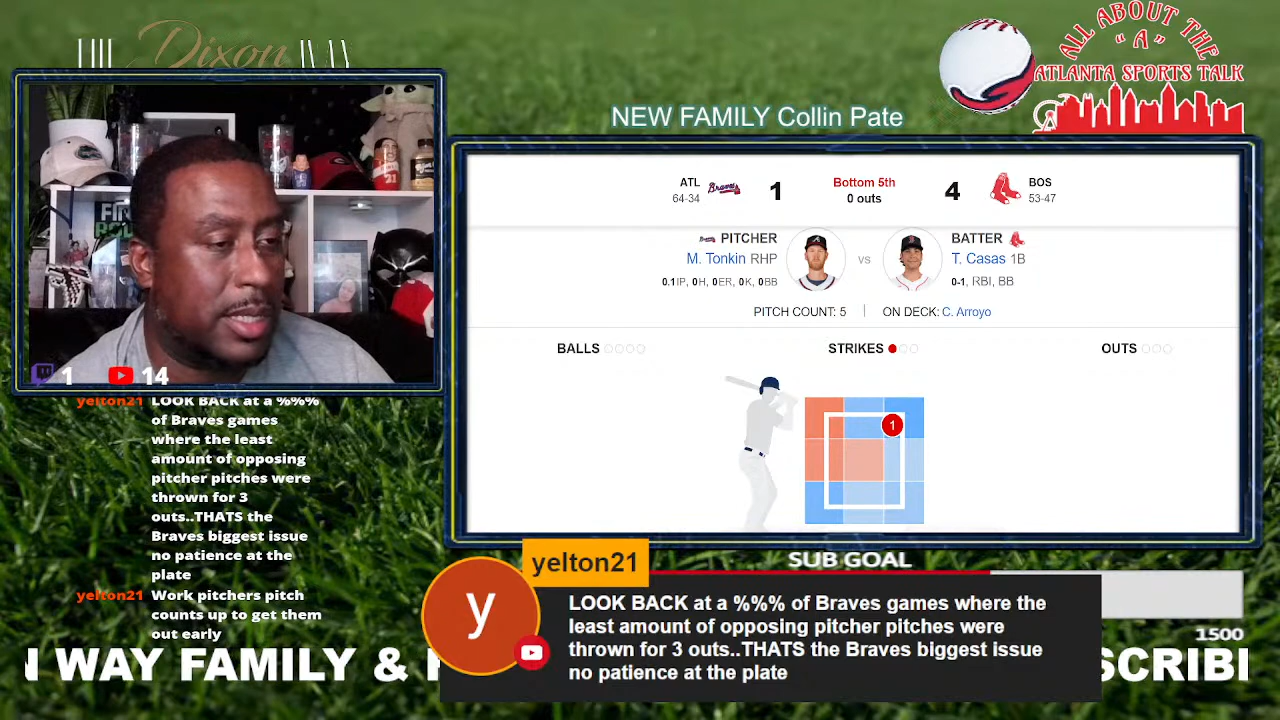 Dixon
ALL ABOUT THE
"A"
ATLANTA SPORTS TALK
NEW FAMILY Collin Pate
ATL
64-34
Braves
1
Bottom 5th
0 outs
4
BOS
53-47
PITCHER
M. Tonkin RHP
0.1IP, 0H, 0ER, 0K, 0BB
vs
BATTER
T. Casas 1B
0-1, RBI, BB
PITCH COUNT: 5
ON DECK: C. Arroyo
BALLS
STRIKES
OUTS
1
1
14
yelton21 LOOK BACK at a %%%
of Braves games
where the least
amount of opposing
pitcher pitches were
thrown for 3
outs..THATS the
Braves biggest issue
no patience at the
plate
yelton21 Work pitchers pitch
counts up to get them
out early
yelton21
y
LOOK BACK at a %%% of Braves games where the
least amount of opposing pitcher pitches were
thrown for 3 outs..THATS the Braves biggest issue
no patience at the plate
SUB GOAL
1500
N WAY FAMILY &
SCRIBI